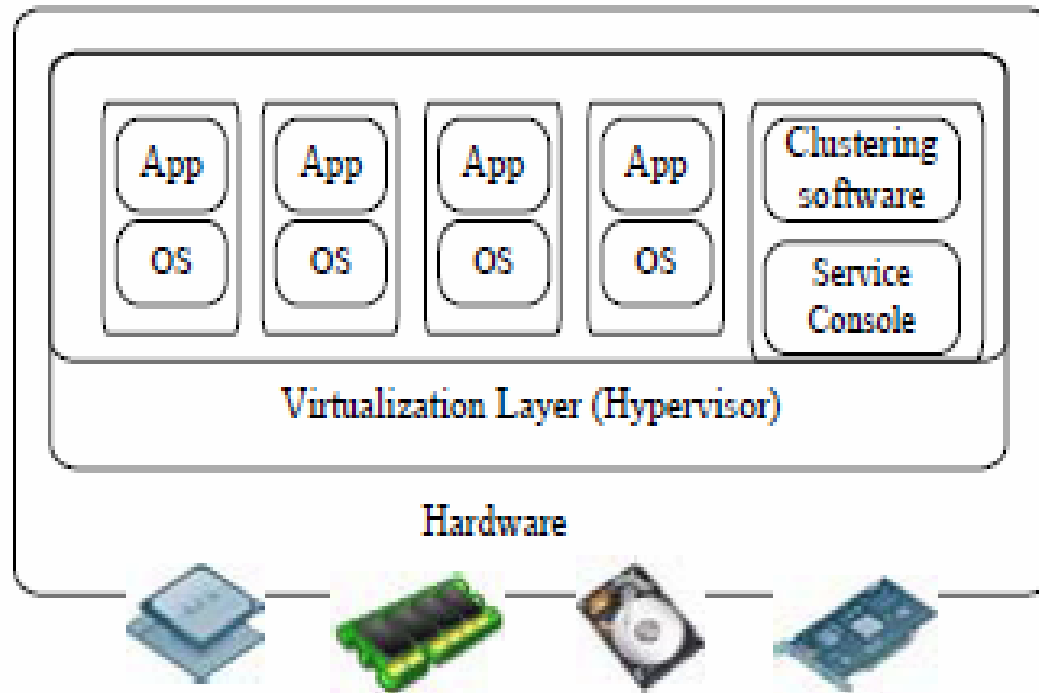 App
App
App
App
Clustering
software
OS
OS
OS
OS
Service
Console
Virtualization Layer (Hypervisor)
Hardware